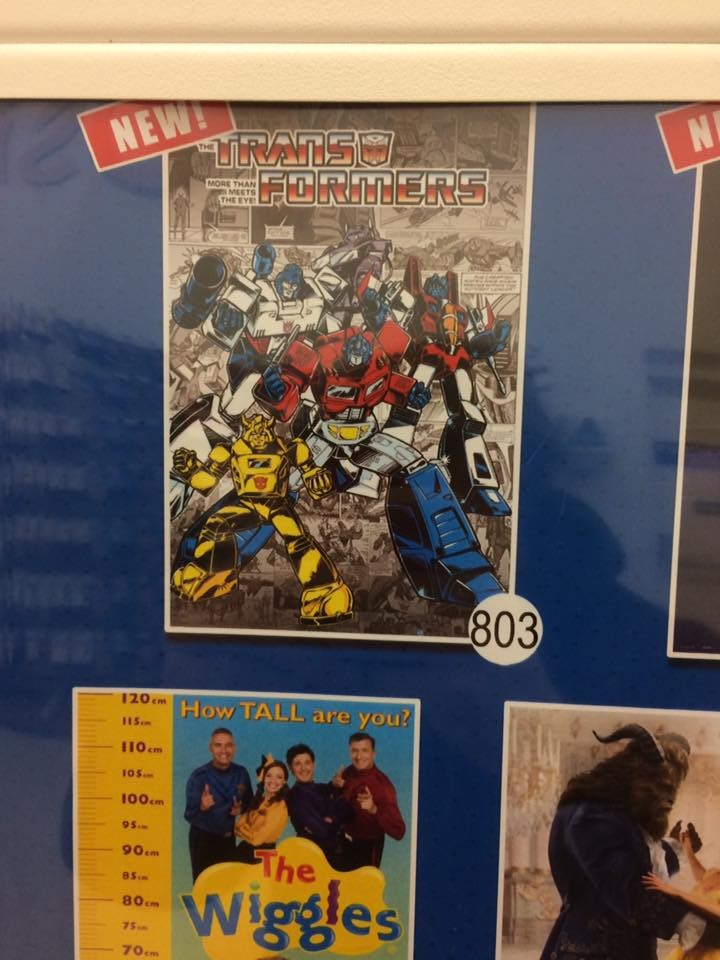 NEW!
THE
TRANS
FORMERS
MORE THAN
MEETS
THE EYE!
803
120cm
115cm
110cm
105cm
100cm
95cm
90cm
85cm
80cm
75cm
70cm
How TALL are you?
The
Wiggles